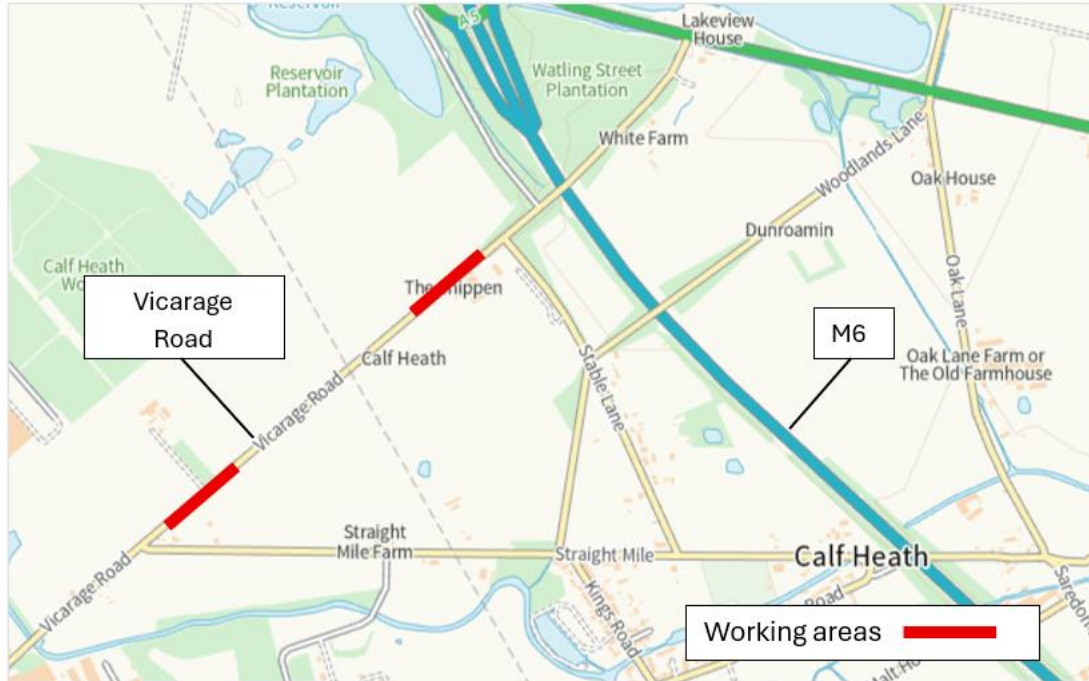 Reservoir
A5
Lakeview
House
Reservoir
Plantation
Watling Street
Plantation
White Farm
Woodlands Lane
Oak House
Dunroamin
Calf Heath
Vicarage
Road
Oak Lane
M6
Calf Heath
Stable Lane
Oak Lane Farm or
The Old Farmhouse
Vicarage Road
Straight
Mile Farm
Straight Mile
Calf Heath
Vicarage Road
Kings Road
Road
Working areas